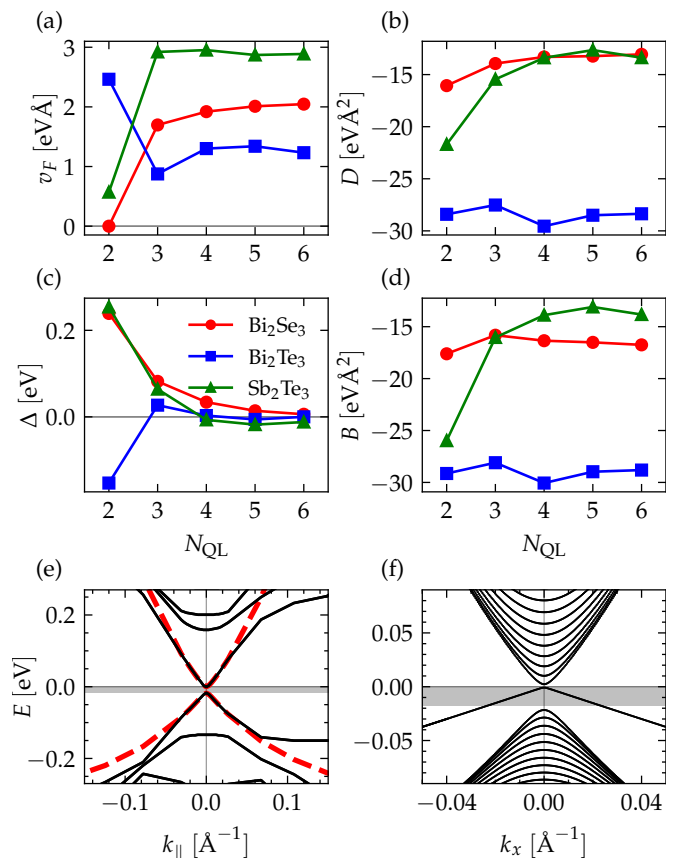 (a)
(b)
3
2
1
0
v_F [eVÅ]
2 3 4 5 6
−15
−20
−25
−30
D [eVÅ²]
2 3 4 5 6
(c)
(d)
0.2
0.0
Δ [eV]
Bi₂Se₃
Bi₂Te₃
Sb₂Te₃
2 3 4 5 6
N_QL
−15
−20
−25
−30
B [eVÅ²]
2 3 4 5 6
N_QL
(e)
(f)
0.2
0.0
−0.2
E [eV]
−0.1 0.0 0.1
k_|| [Å⁻¹]
0.05
0.00
−0.05
−0.04 0.00 0.04
k_x [Å⁻¹]